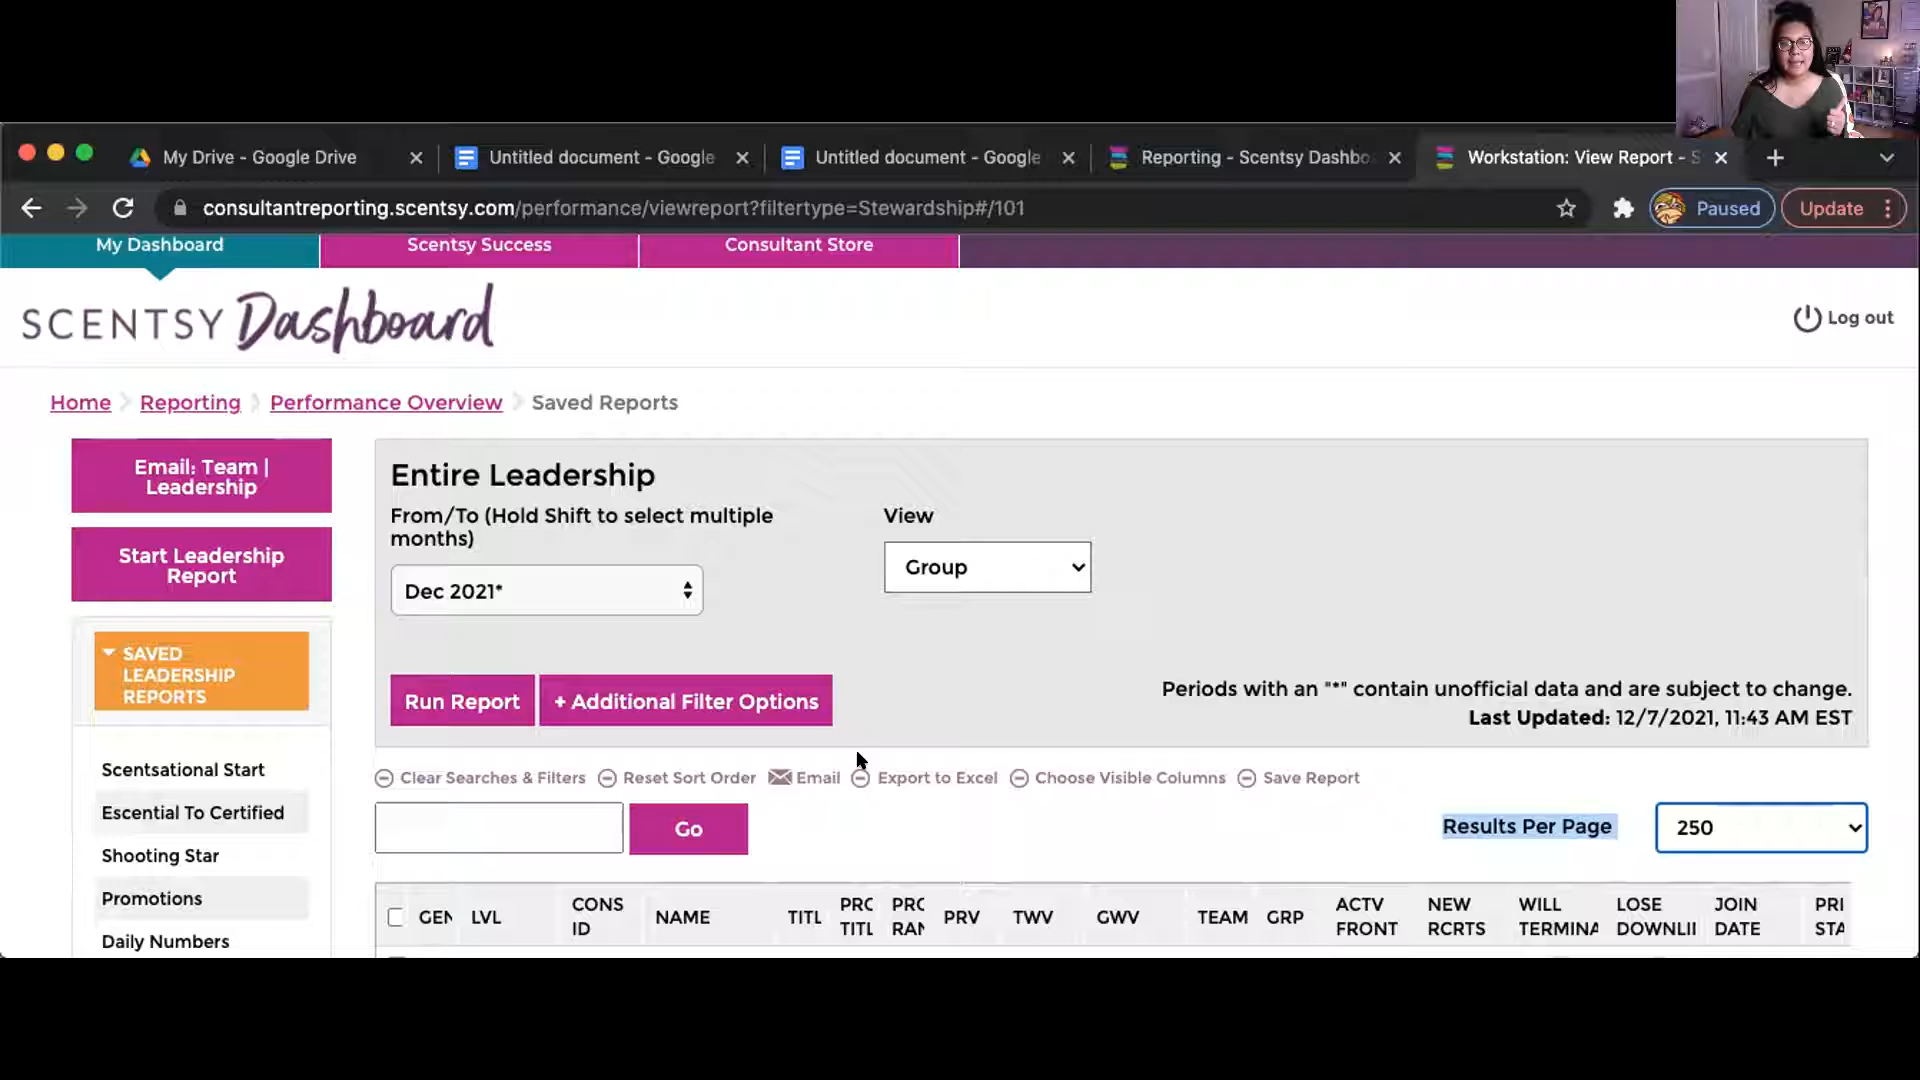 My Drive - Google Drive
Untitled document - Google
Untitled document - Google
Reporting - Scentsy Dashbo
Workstation: View Report - S
consultantreporting.scentsy.com/performance/viewreport?filtertype=Stewardship#/101
Paused
Update
My Dashboard
Scentsy Success
Consultant Store
SCENTSY Dashboard
Log out
Home
Reporting
Performance Overview
Saved Reports
Email: Team |
Leadership
Start Leadership
Report
SAVED
LEADERSHIP
REPORTS
Scentsational Start
Escential To Certified
Shooting Star
Promotions
Daily Numbers
Entire Leadership
From/To (Hold Shift to select multiple
months)
Dec 2021*
View
Group
Run Report
+ Additional Filter Options
Periods with an "*" contain unofficial data and are subject to change.
Last Updated: 12/7/2021, 11:43 AM EST
Clear Searches & Filters
Reset Sort Order
Email
Export to Excel
Choose Visible Columns
Save Report
Go
Results Per Page
250
GEN
LVL
CONS
ID
NAME
TITL
PRO
TITL
PRO
RAN
PRV
TWV
GWV
TEAM
GRP
ACTV
FRONT
NEW
RCRTS
WILL
TERMINA
LOSE
DOWNLI
JOIN
DATE
PRI
STA